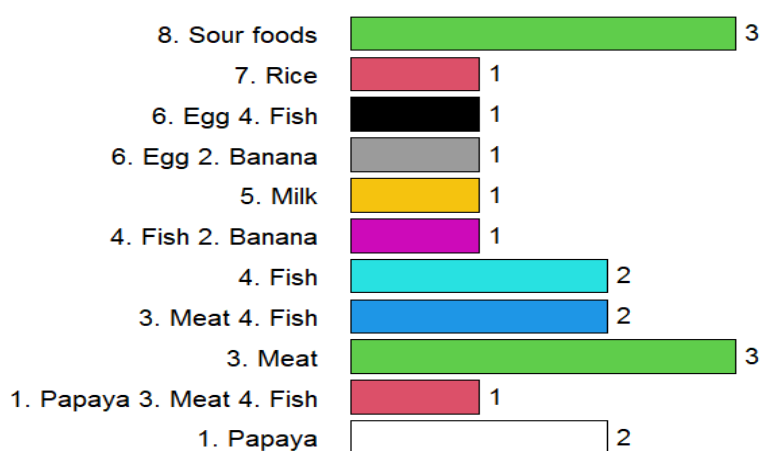 8. Sour foods 3
7. Rice 1
6. Egg 4. Fish 1
6. Egg 2. Banana 1
5. Milk 1
4. Fish 2. Banana 1
4. Fish 2
3. Meat 4. Fish 2
3. Meat 3
1. Papaya 3. Meat 4. Fish 1
1. Papaya 2